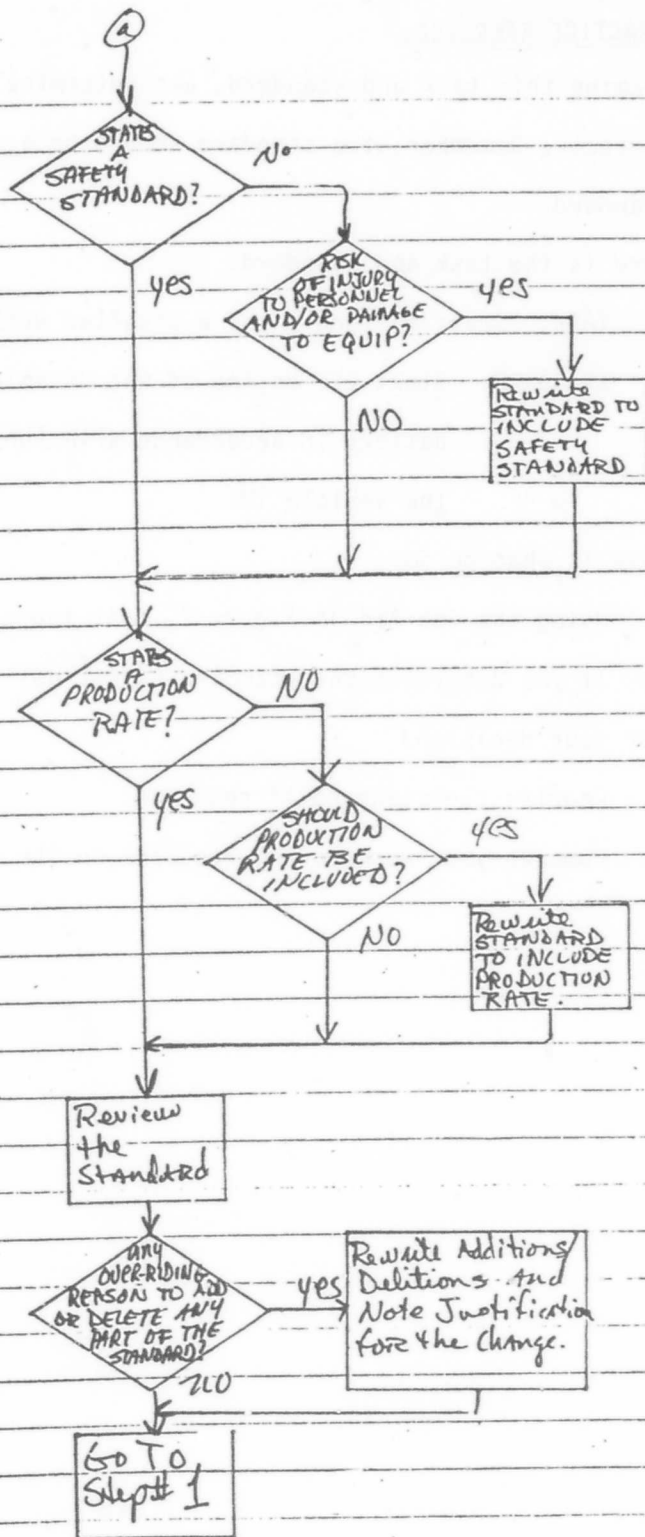 a
STATES
A
SAFETY
STANDARD?
No
yes
RISK
OF INJURY
TO PERSONNEL
AND/OR DAMAGE
TO EQUIP?
yes
NO
Rewrite
STANDARD TO
INCLUDE
SAFETY
STANDARD
STATES
A
PRODUCTION
RATE?
NO
yes
SHOULD
PRODUCTION
RATE BE
INCLUDED?
yes
NO
Rewrite
STANDARD
TO INCLUDE
PRODUCTION
RATE.
Review
the
STANDARD
any
OVER-RIDING
REASON TO ADD
OR DELETE ANY
PART OF THE
STANDARD?
yes
NO
Rewrite Additions/
Delitions And
Note Justification
fore the Change.
Go To
Step# 1